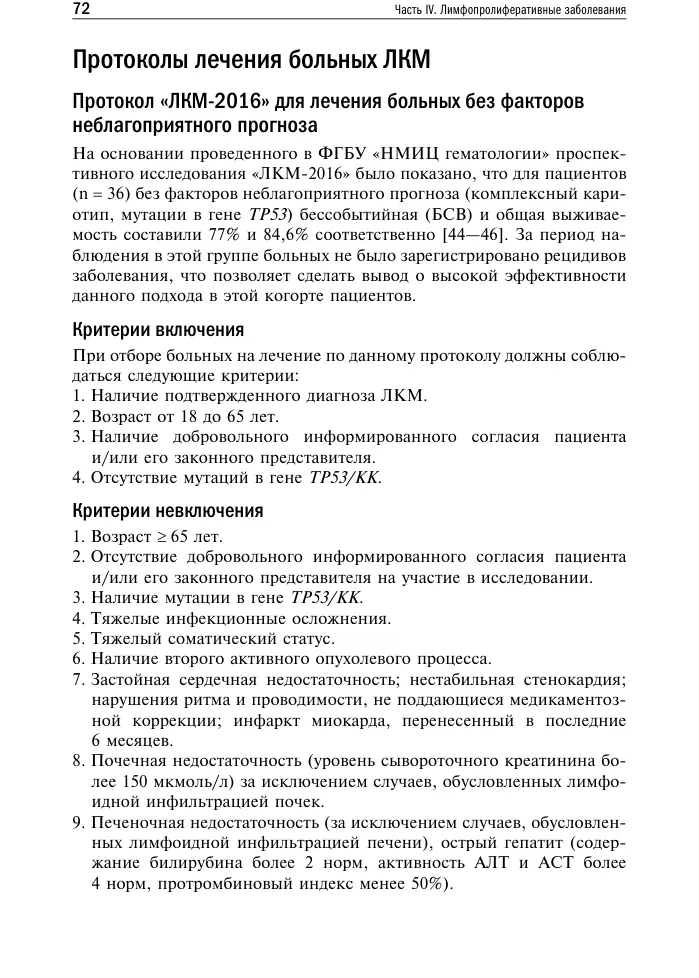 72
Часть IV. Лимфопролиферативные заболевания
Протоколы лечения больных ЛКМ
Протокол «ЛКМ-2016» для лечения больных без факторов
неблагоприятного прогноза
На основании проведенного в ФГБУ «НМИЦ гематологии» проспек-
тивного исследования «ЛКМ-2016» было показано, что для пациентов
(n = 36) без факторов неблагоприятного прогноза (комплексный кари-
отип, мутации в гене TP53) бессобытийная (БСВ) и общая выживае-
мость составили 77% и 84,6% соответственно [44—46]. За период на-
блюдения в этой группе больных не было зарегистрировано рецидивов
заболевания, что позволяет сделать вывод о высокой эффективности
данного подхода в этой когорте пациентов.
Критерии включения
При отборе больных на лечение по данному протоколу должны соблю-
даться следующие критерии:
1. Наличие подтвержденного диагноза ЛКМ.
2. Возраст от 18 до 65 лет.
3. Наличие добровольного информированного согласия пациента
и/или его законного представителя.
4. Отсутствие мутаций в гене TP53/КК.
Критерии невключения
1. Возраст ≥ 65 лет.
2. Отсутствие добровольного информированного согласия пациента
и/или его законного представителя на участие в исследовании.
3. Наличие мутации в гене TP53/КК.
4. Тяжелые инфекционные осложнения.
5. Тяжелый соматический статус.
6. Наличие второго активного опухолевого процесса.
7. Застойная сердечная недостаточность; нестабильная стенокардия;
нарушения ритма и проводимости, не поддающиеся медикаментоз-
ной коррекции; инфаркт миокарда, перенесенный в последние
6 месяцев.
8. Почечная недостаточность (уровень сывороточного креатинина бо-
лее 150 мкмоль/л) за исключением случаев, обусловленных лимфо-
идной инфильтрацией почек.
9. Печеночная недостаточность (за исключением случаев, обусловлен-
ных лимфоидной инфильтрацией печени), острый гепатит (содер-
жание билирубина более 2 норм, активность АЛТ и АСТ более
4 норм, протромбиновый индекс менее 50%).